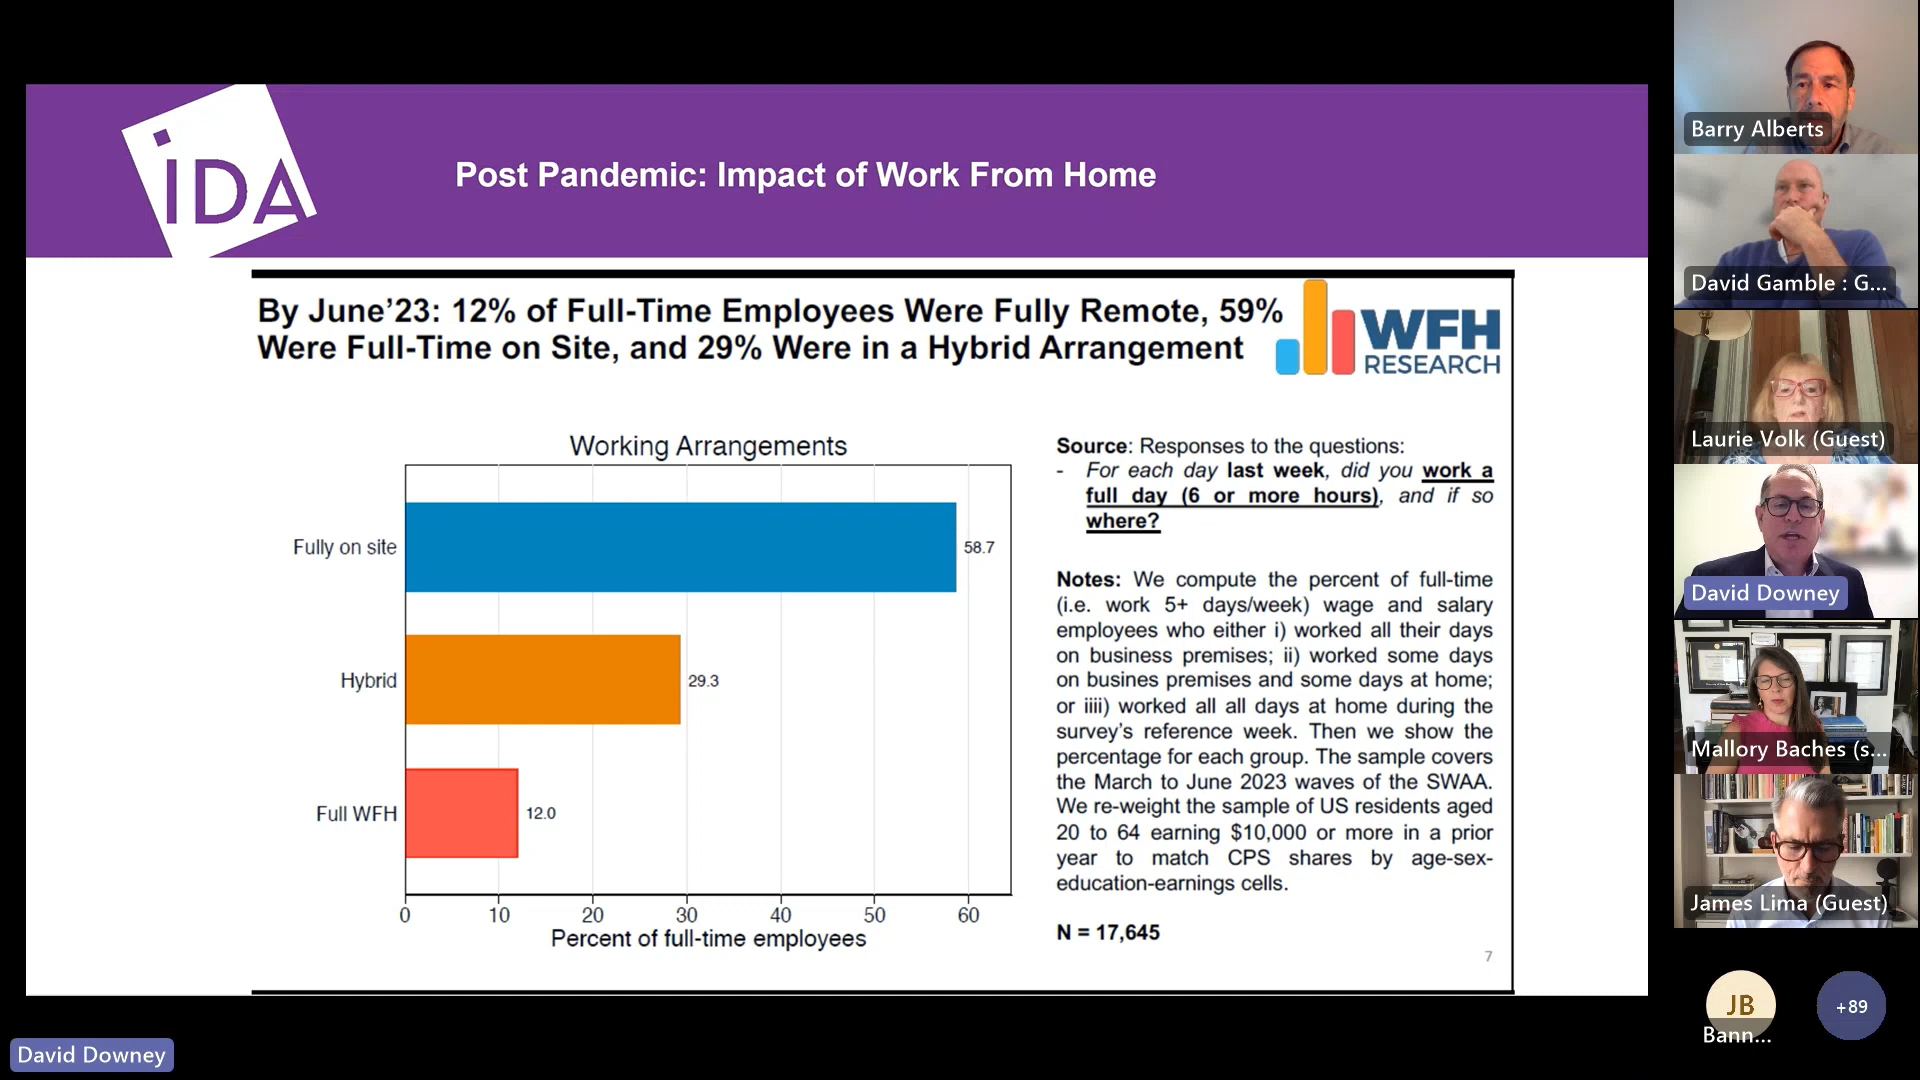 iDA
Post Pandemic: Impact of Work From Home
By June’23: 12% of Full-Time Employees Were Fully Remote, 59%
Were Full-Time on Site, and 29% Were in a Hybrid Arrangement
WFH
RESEARCH
Working Arrangements
Fully on site
58.7
Hybrid
29.3
Full WFH
12.0
0 10 20 30 40 50 60
Percent of full-time employees
Source: Responses to the questions:
- For each day last week, did you work a
full day (6 or more hours), and if so
where?
Notes: We compute the percent of full-time
(i.e. work 5+ days/week) wage and salary
employees who either i) worked all their days
on business premises; ii) worked some days
on busines premises and some days at home;
or iiii) worked all all days at home during the
survey’s reference week. Then we show the
percentage for each group. The sample covers
the March to June 2023 waves of the SWAA.
We re-weight the sample of US residents aged
20 to 64 earning $10,000 or more in a prior
year to match CPS shares by age-sex-
education-earnings cells.
N = 17,645
7
David Downey
Barry Alberts
David Gamble : G...
Laurie Volk (Guest)
David Downey
Mallory Baches (s...
James Lima (Guest)
JB
Bann...
+89